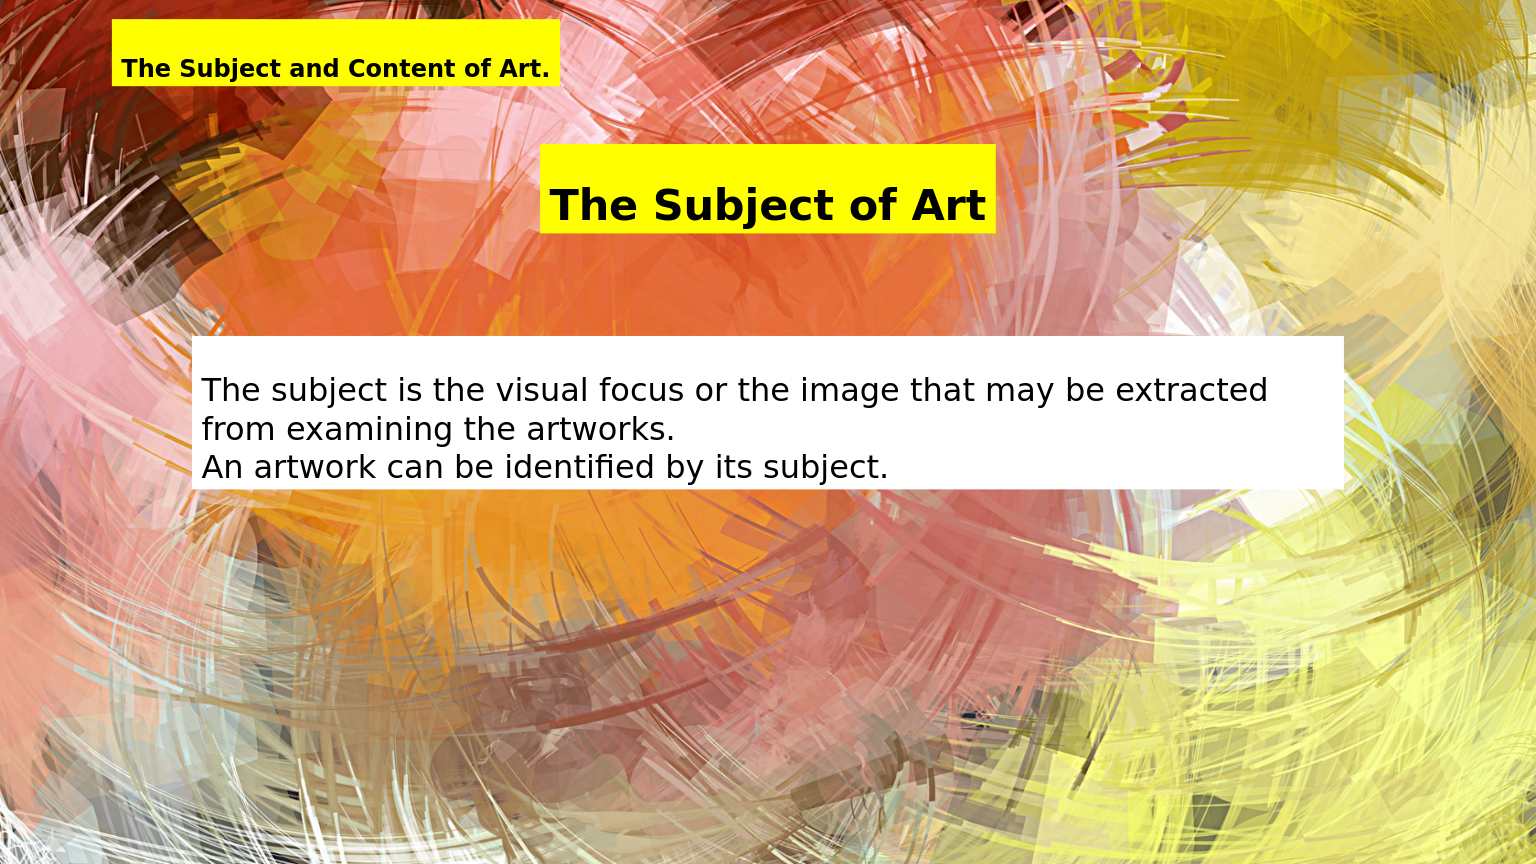 The Subject and Content of Art.
The Subject of Art
The subject is the visual focus or the image that may be extracted
from examining the artworks.
An artwork can be identified by its subject.